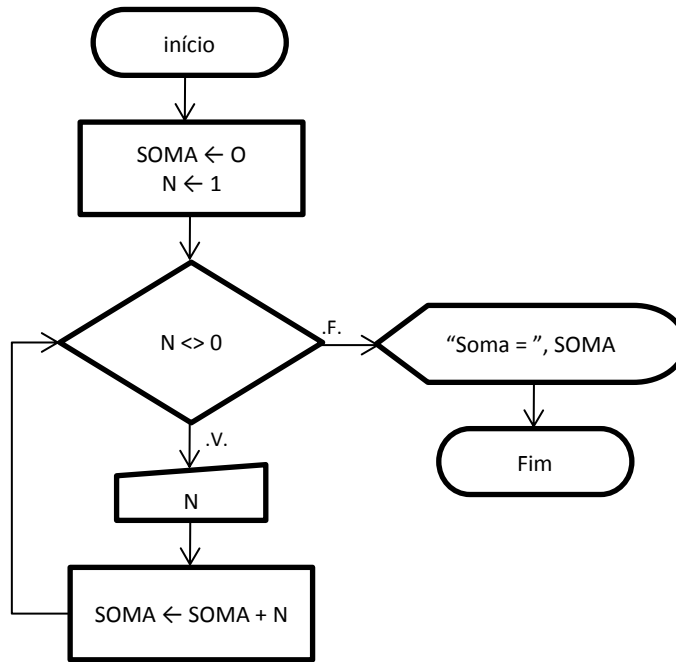 início
SOMA ← O
N ← 1
N <> 0
.F.
“Soma = ”, SOMA
.V.
Fim
N
SOMA ← SOMA + N